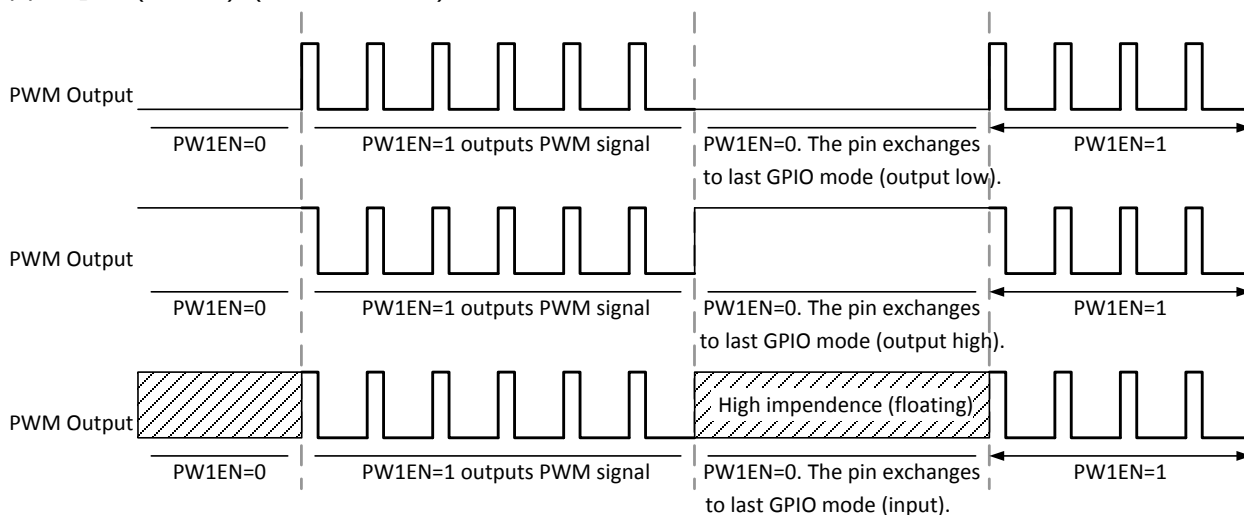 PWM Output
PW1EN=0
PW1EN=1 outputs PWM signal
PW1EN=0. The pin exchanges
to last GPIO mode (output low).
PW1EN=1
PWM Output
PW1EN=0
PW1EN=1 outputs PWM signal
PW1EN=0. The pin exchanges
to last GPIO mode (output high).
PW1EN=1
High impendence (floating)
PWM Output
PW1EN=0
PW1EN=1 outputs PWM signal
PW1EN=0. The pin exchanges
to last GPIO mode (input).
PW1EN=1